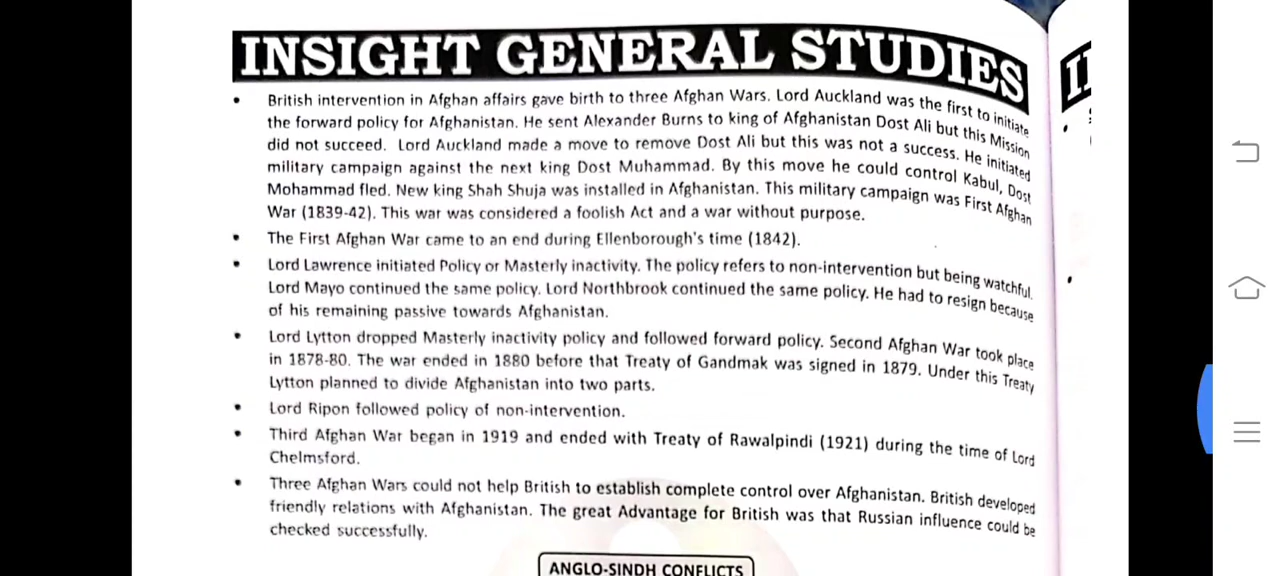 INSIGHT GENERAL STUDIES
• British intervention in Afghan affairs gave birth to three Afghan Wars. Lord Auckland was the first to initiate
the forward policy for Afghanistan. He sent Alexander Burns to king of Afghanistan Dost Ali but this Mission
did not succeed. Lord Auckland made a move to remove Dost Ali but this was not a success. He initiated
military campaign against the next king Dost Muhammad. By this move he could control Kabul, Dost
Mohammad fled. New king Shah Shuja was installed in Afghanistan. This military campaign was First Afghan
War (1839-42). This war was considered a foolish Act and a war without purpose.
• The First Afghan War came to an end during Ellenborough's time (1842).
• Lord Lawrence initiated Policy or Masterly inactivity. The policy refers to non-intervention but being watchful.
Lord Mayo continued the same policy. Lord Northbrook continued the same policy. He had to resign because
of his remaining passive towards Afghanistan.
• Lord Lytton dropped Masterly inactivity policy and followed forward policy. Second Afghan War took place
in 1878-80. The war ended in 1880 before that Treaty of Gandmak was signed in 1879. Under this Treaty
Lytton planned to divide Afghanistan into two parts.
• Lord Ripon followed policy of non-intervention.
• Third Afghan War began in 1919 and ended with Treaty of Rawalpindi (1921) during the time of Lord
Chelmsford.
• Three Afghan Wars could not help British to establish complete control over Afghanistan. British developed
friendly relations with Afghanistan. The great Advantage for British was that Russian influence could be
checked successfully.
ANGLO-SINDH CONFLICTS